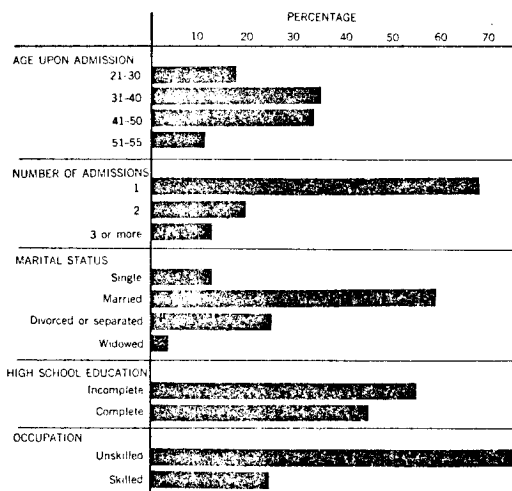 PERCENTAGE
10 20 30 40 50 60 70
AGE UPON ADMISSION
21-30
31-40
41-50
51-55
NUMBER OF ADMISSIONS
1
2
3 or more
MARITAL STATUS
Single
Married
Divorced or separated
Widowed
HIGH SCHOOL EDUCATION
Incomplete
Complete
OCCUPATION
Unskilled
Skilled